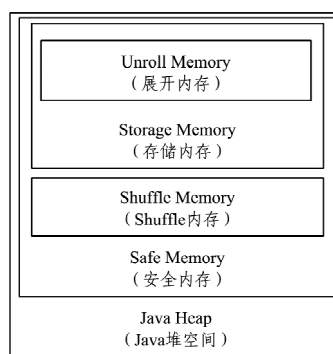 Unroll Memory
（展开内存）
Storage Memory
（存储内存）
Shuffle Memory
（Shuffle内存）
Safe Memory
（安全内存）
Java Heap
（Java堆空间）